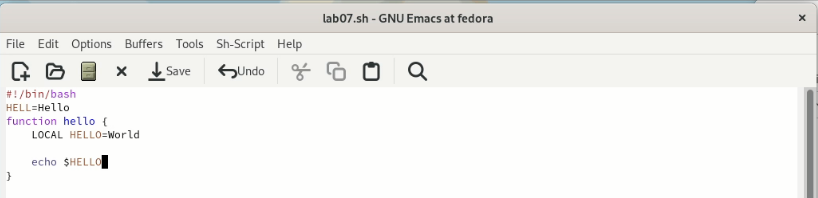 lab07.sh - GNU Emacs at fedora
File Edit Options Buffers Tools Sh-Script Help
Save Undo
#!/bin/bash
HELL=Hello
function hello {
    LOCAL HELLO=World

    echo $HELLO
}